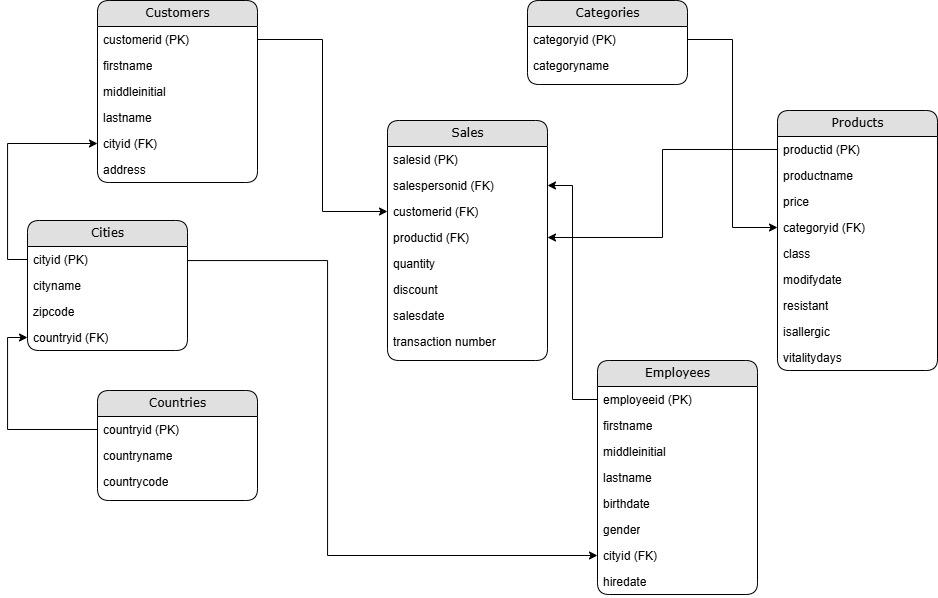 Customers
customerid (PK)
firstname
middleinitial
lastname
cityid (FK)
address
Categories
categoryid (PK)
categoryname
Sales
salesid (PK)
salespersonid (FK)
customerid (FK)
productid (FK)
quantity
discount
salesdate
transaction number
Products
productid (PK)
productname
price
categoryid (FK)
class
modifydate
resistant
isallergic
vitalitydays
Cities
cityid (PK)
cityname
zipcode
countryid (FK)
Countries
countryid (PK)
countryname
countrycode
Employees
employeeid (PK)
firstname
middleinitial
lastname
birthdate
gender
cityid (FK)
hiredate